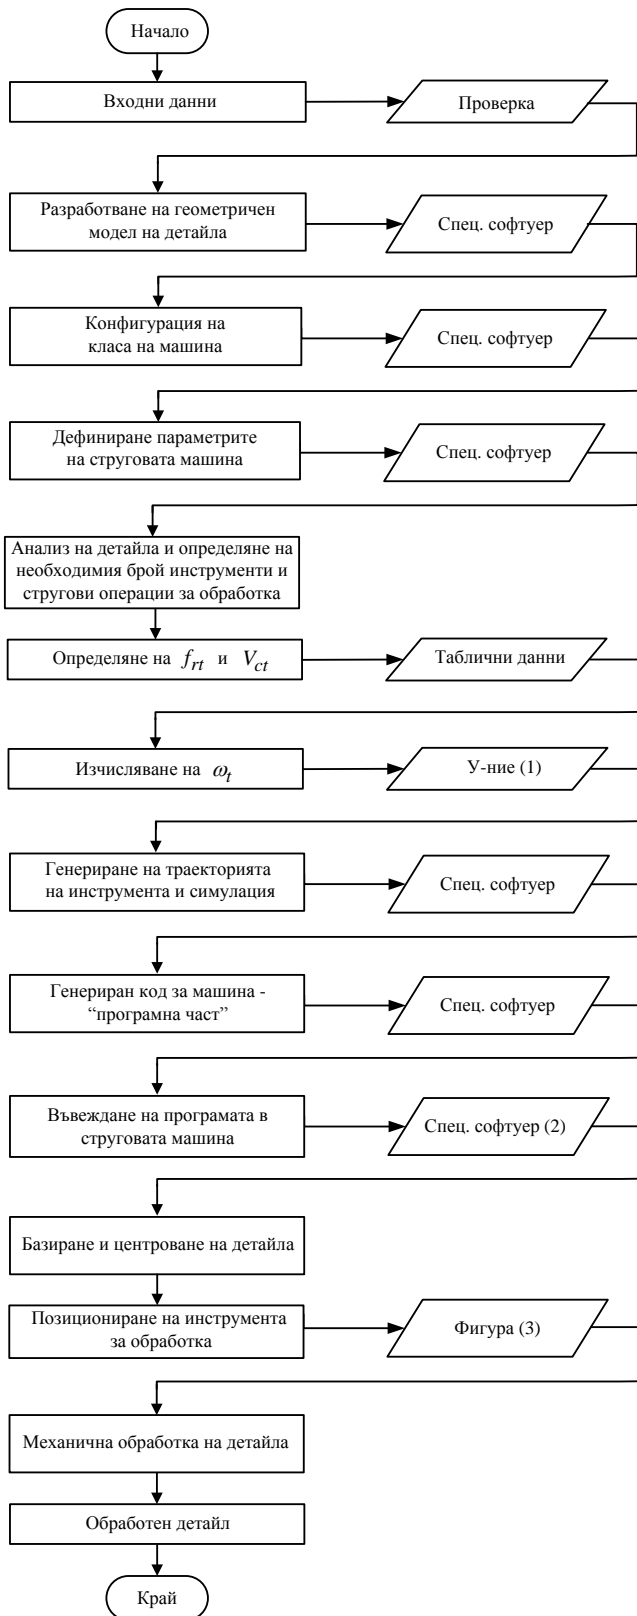 Начало
Входни данни
Проверка
Разработване на геометричен
модел на детайла
Спец. софтуер
Конфигурация на
класа на машина
Спец. софтуер
Дефиниране параметрите
на струговата машина
Спец. софтуер
Анализ на детайла и определяне на
необходимия брой инструменти и
стругови операции за обработка
Определяне на f_{rt} и V_{ct}
Таблични данни
Изчисляване на ω_t
У-ние (1)
Генериране на траекторията
на инструмента и симулация
Спец. софтуер
Генериран код за машина -
“програмна част”
Спец. софтуер
Въвеждане на програмата в
струговата машина
Спец. софтуер (2)
Базиране и центроване на детайла
Позициониране на инструмента
за обработка
Фигура (3)
Механична обработка на детайла
Обработен детайл
Край